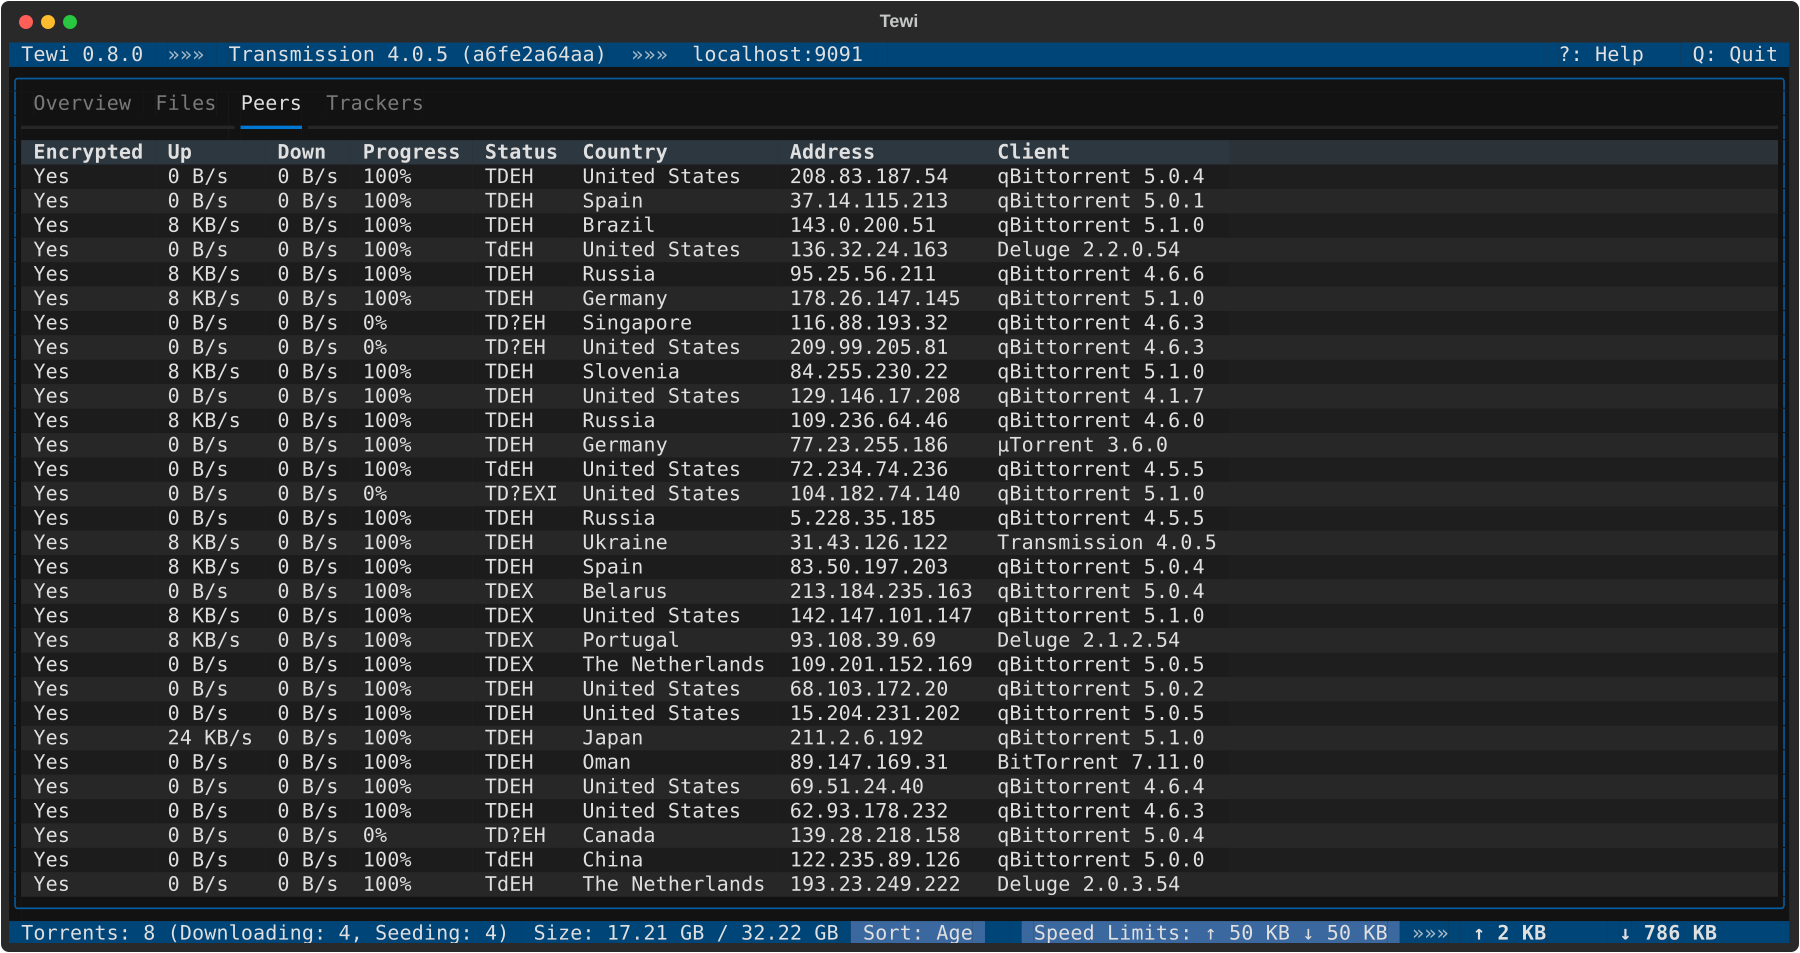 Tewi
Tewi 0.8.0 »»» Transmission 4.0.5 (a6fe2a64aa) »»» localhost:9091 ?: Help Q: Quit
Overview Files Peers Trackers
Encrypted Up Down Progress Status Country Address Client
Yes 0 B/s 0 B/s 100% TDEH United States 208.83.187.54 qBittorrent 5.0.4
Yes 0 B/s 0 B/s 100% TDEH Spain 37.14.115.213 qBittorrent 5.0.1
Yes 8 KB/s 0 B/s 100% TDEH Brazil 143.0.200.51 qBittorrent 5.1.0
Yes 0 B/s 0 B/s 100% TdEH United States 136.32.24.163 Deluge 2.2.0.54
Yes 8 KB/s 0 B/s 100% TDEH Russia 95.25.56.211 qBittorrent 4.6.6
Yes 8 KB/s 0 B/s 100% TDEH Germany 178.26.147.145 qBittorrent 5.1.0
Yes 0 B/s 0 B/s 0% TD?EH Singapore 116.88.193.32 qBittorrent 4.6.3
Yes 0 B/s 0 B/s 0% TD?EH United States 209.99.205.81 qBittorrent 4.6.3
Yes 8 KB/s 0 B/s 100% TDEH Slovenia 84.255.230.22 qBittorrent 5.1.0
Yes 0 B/s 0 B/s 100% TDEH United States 129.146.17.208 qBittorrent 4.1.7
Yes 8 KB/s 0 B/s 100% TDEH Russia 109.236.64.46 qBittorrent 4.6.0
Yes 0 B/s 0 B/s 100% TDEH Germany 77.23.255.186 µTorrent 3.6.0
Yes 0 B/s 0 B/s 100% TdEH United States 72.234.74.236 qBittorrent 4.5.5
Yes 0 B/s 0 B/s 0% TD?EXI United States 104.182.74.140 qBittorrent 5.1.0
Yes 0 B/s 0 B/s 100% TDEH Russia 5.228.35.185 qBittorrent 4.5.5
Yes 8 KB/s 0 B/s 100% TDEH Ukraine 31.43.126.122 Transmission 4.0.5
Yes 8 KB/s 0 B/s 100% TDEH Spain 83.50.197.203 qBittorrent 5.0.4
Yes 0 B/s 0 B/s 100% TDEX Belarus 213.184.235.163 qBittorrent 5.0.4
Yes 8 KB/s 0 B/s 100% TDEX United States 142.147.101.147 qBittorrent 5.1.0
Yes 8 KB/s 0 B/s 100% TDEX Portugal 93.108.39.69 Deluge 2.1.2.54
Yes 0 B/s 0 B/s 100% TDEX The Netherlands 109.201.152.169 qBittorrent 5.0.5
Yes 0 B/s 0 B/s 100% TDEH United States 68.103.172.20 qBittorrent 5.0.2
Yes 0 B/s 0 B/s 100% TDEH United States 15.204.231.202 qBittorrent 5.0.5
Yes 24 KB/s 0 B/s 100% TDEH Japan 211.2.6.192 qBittorrent 5.1.0
Yes 0 B/s 0 B/s 100% TDEH Oman 89.147.169.31 BitTorrent 7.11.0
Yes 0 B/s 0 B/s 100% TDEH United States 69.51.24.40 qBittorrent 4.6.4
Yes 0 B/s 0 B/s 100% TDEH United States 62.93.178.232 qBittorrent 4.6.3
Yes 0 B/s 0 B/s 0% TD?EH Canada 139.28.218.158 qBittorrent 5.0.4
Yes 0 B/s 0 B/s 100% TdEH China 122.235.89.126 qBittorrent 5.0.0
Yes 0 B/s 0 B/s 100% TdEH The Netherlands 193.23.249.222 Deluge 2.0.3.54
Torrents: 8 (Downloading: 4, Seeding: 4) Size: 17.21 GB / 32.22 GB Sort: Age Speed Limits: ↑ 50 KB ↓ 50 KB »»» ↑ 2 KB ↓ 786 KB